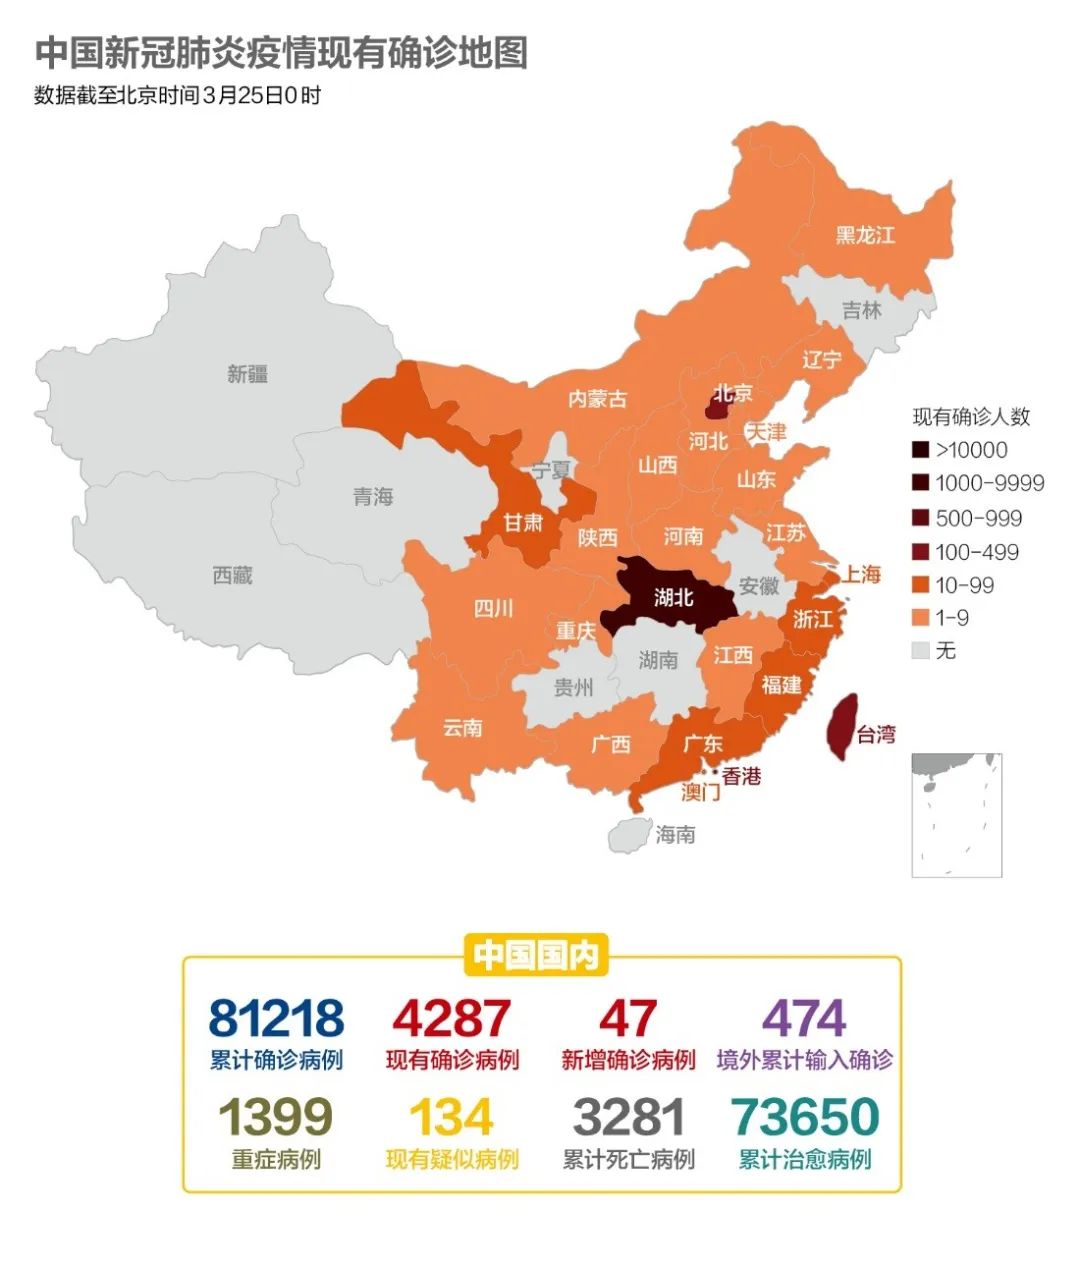 中国新冠肺炎疫情现有确诊地图
数据截至北京时间3月25日0时
黑龙江
吉林
辽宁
新疆
内蒙古
北京
天津
河北
山西
宁夏
山东
青海
甘肃
陕西
河南
江苏
西藏
上海
安徽
湖北
四川
浙江
重庆
江西
湖南
贵州
福建
云南
广西
广东
台湾
香港
澳门
海南
现有确诊人数
>10000
1000-9999
500-999
100-499
10-99
1-9
无
中国国内
81218 4287 47 474
累计确诊病例 现有确诊病例 新增确诊病例 境外累计输入确诊
1399 134 3281 73650
重症病例 现有疑似病例 累计死亡病例 累计治愈病例